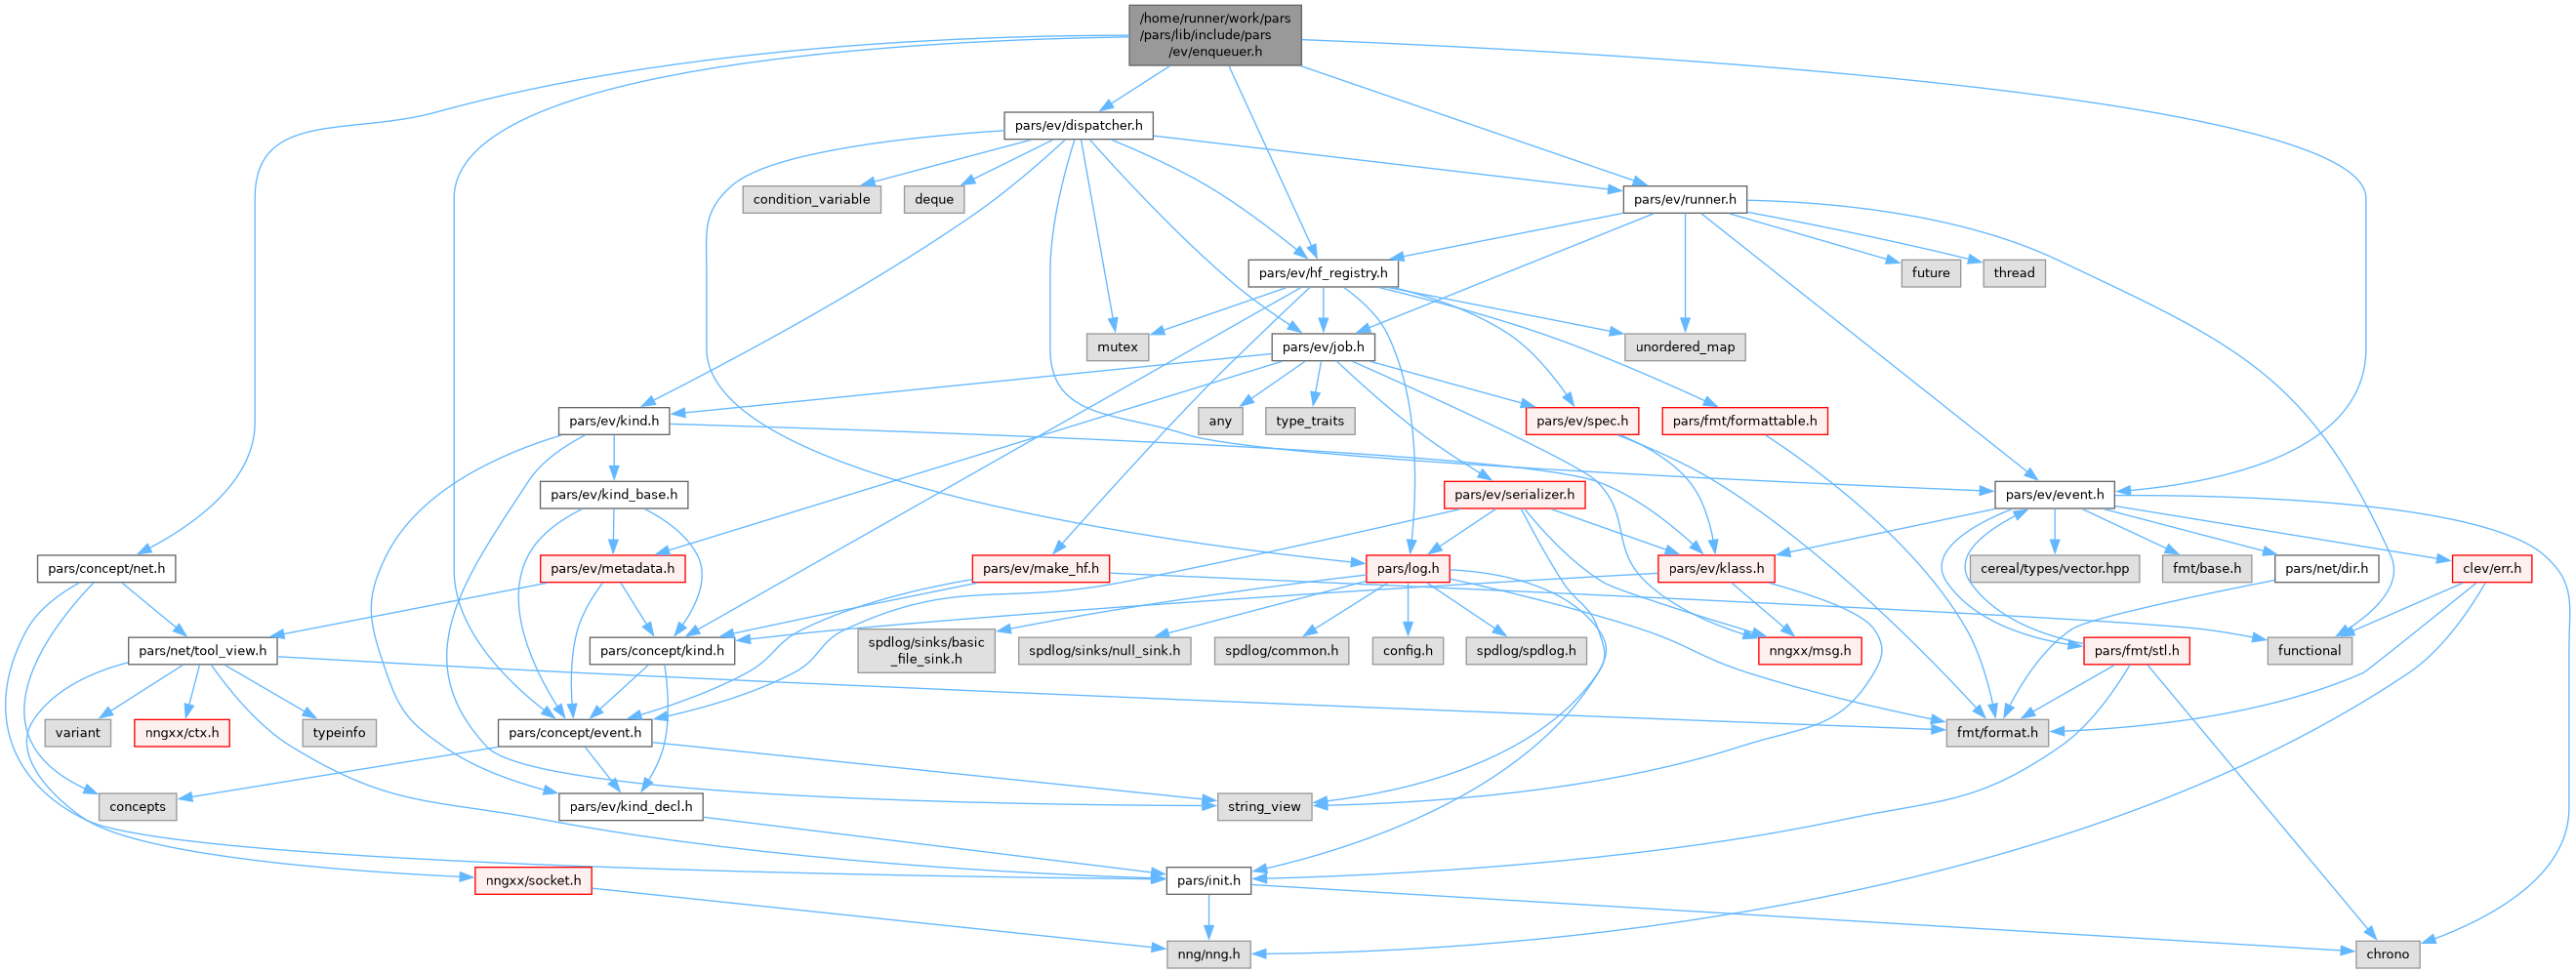 /home/runner/work/pars
/pars/lib/include/pars
/ev/enqueuer.h
pars/ev/dispatcher.h
condition_variable
deque
pars/ev/runner.h
pars/ev/hf_registry.h
future
thread
mutex
pars/ev/job.h
unordered_map
pars/ev/kind.h
any
type_traits
pars/ev/spec.h
pars/fmt/formattable.h
pars/ev/kind_base.h
pars/ev/serializer.h
pars/ev/event.h
pars/concept/net.h
pars/ev/metadata.h
pars/ev/make_hf.h
pars/log.h
pars/ev/klass.h
cereal/types/vector.hpp
fmt/base.h
pars/net/dir.h
clev/err.h
pars/net/tool_view.h
pars/concept/kind.h
spdlog/sinks/basic
_file_sink.h
spdlog/sinks/null_sink.h
spdlog/common.h
config.h
spdlog/spdlog.h
nngxx/msg.h
pars/fmt/stl.h
functional
variant
nngxx/ctx.h
typeinfo
pars/concept/event.h
fmt/format.h
concepts
pars/ev/kind_decl.h
string_view
nngxx/socket.h
pars/init.h
nng/nng.h
chrono